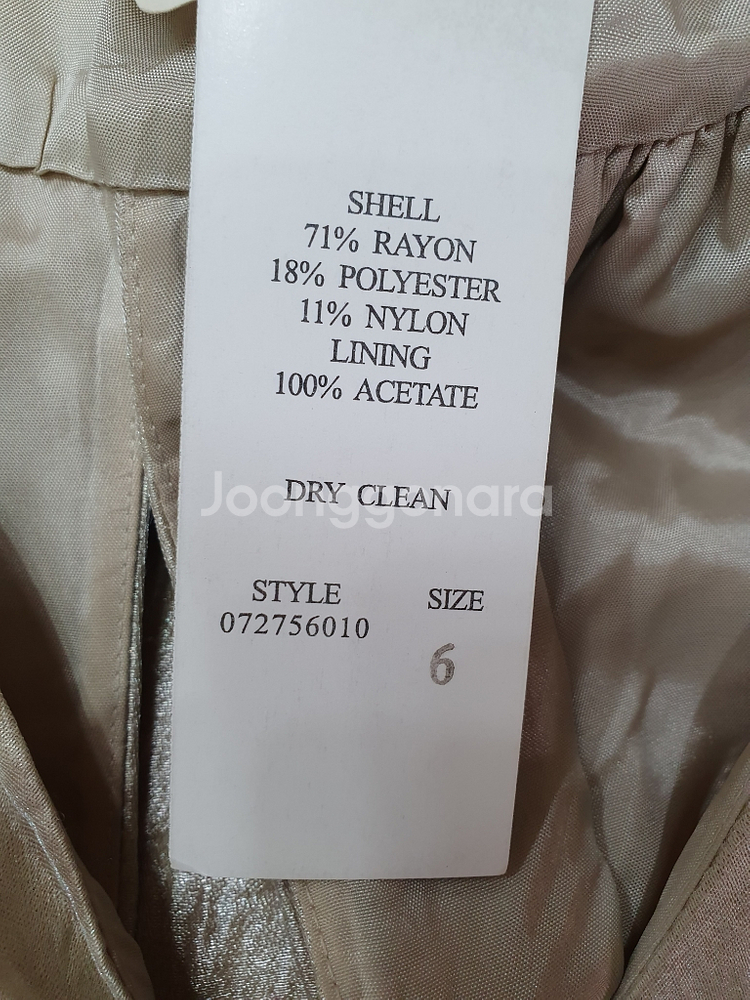 SHELL
71% RAYON
18% POLYESTER
11% NYLON
LINING
100% ACETATE
DRY CLEAN
Joonggonara
STYLE SIZE
072756010
6